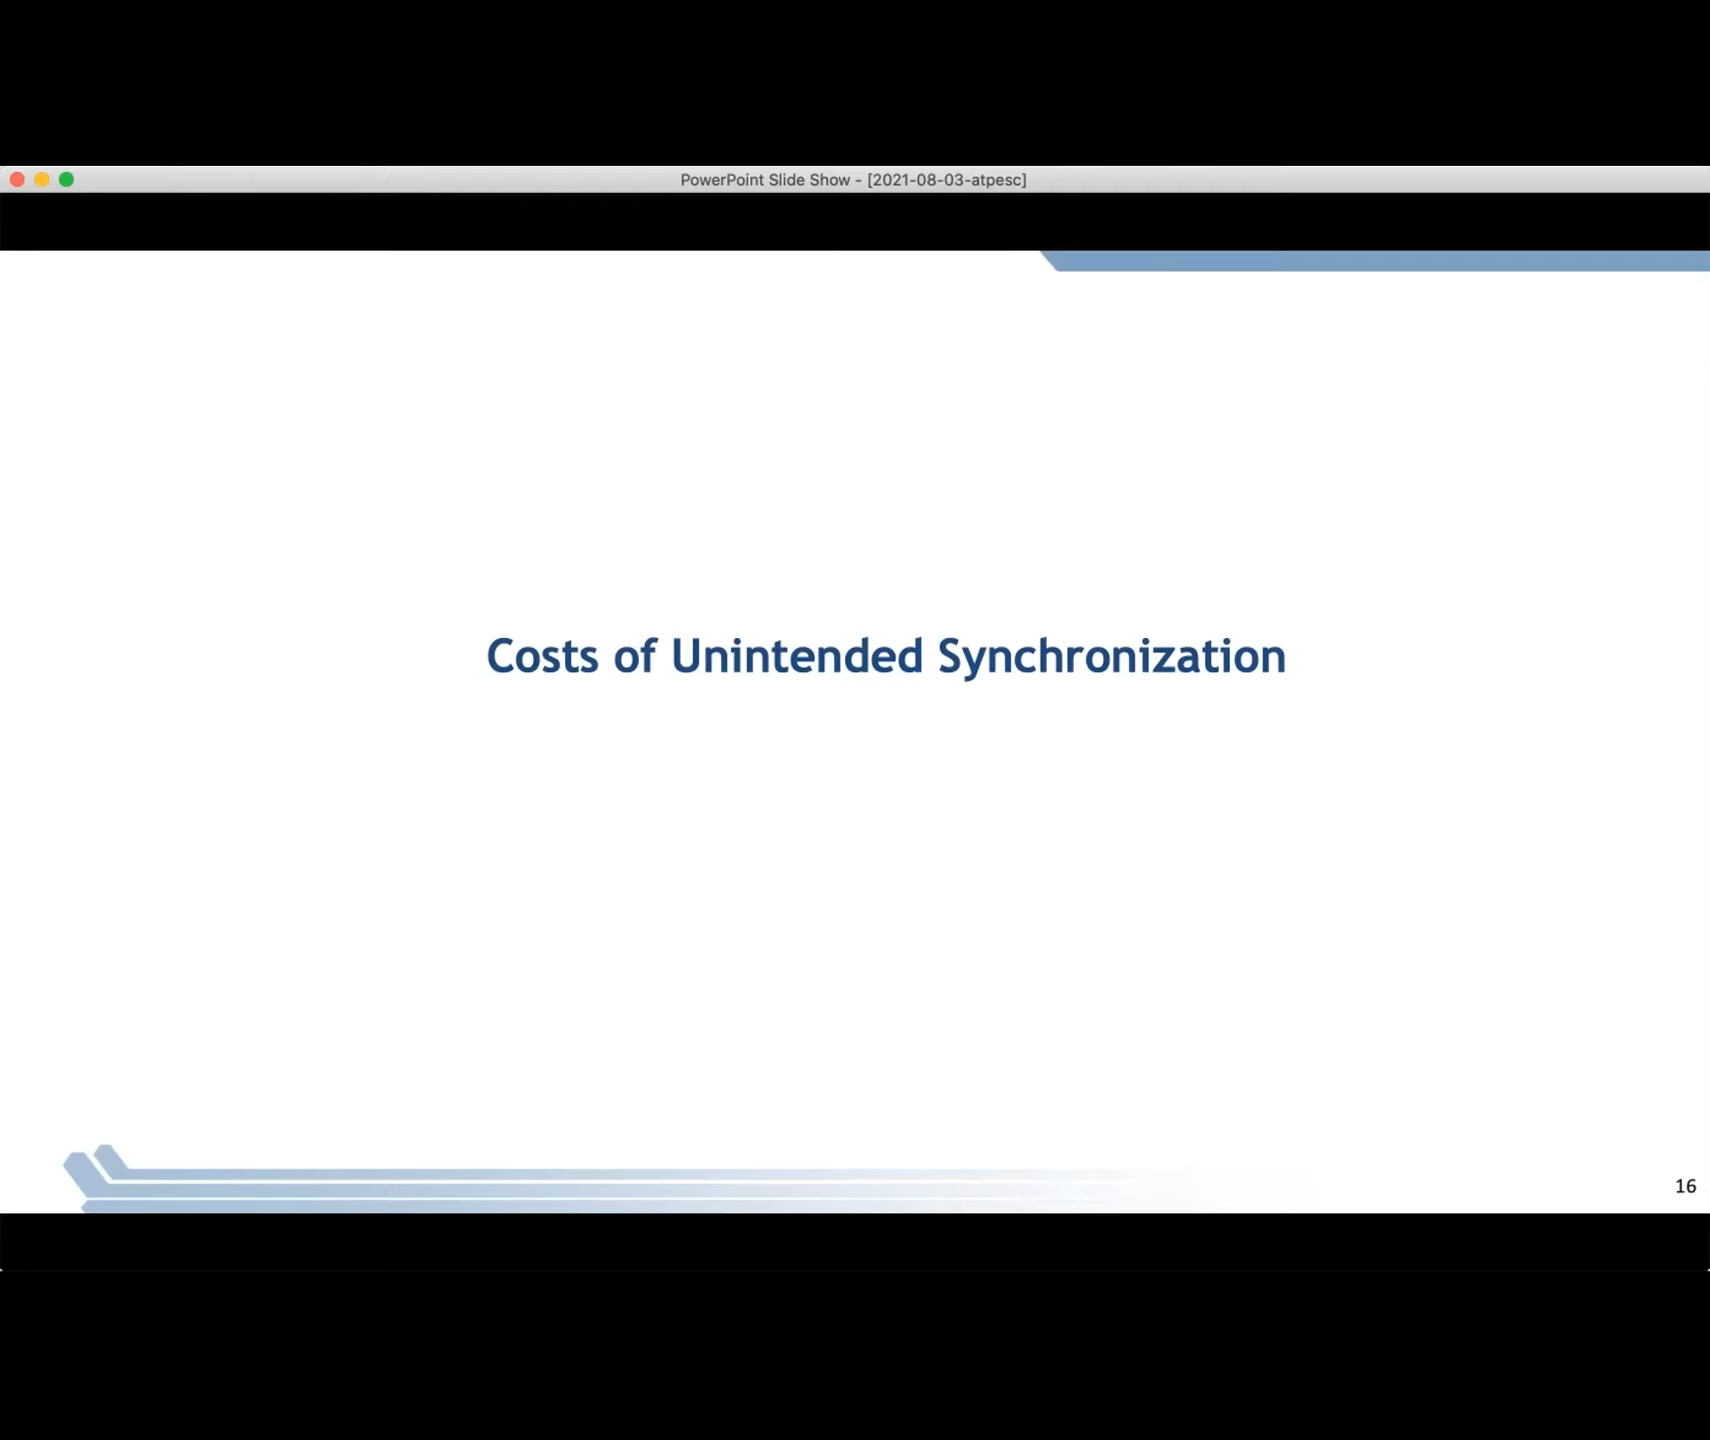 PowerPoint Slide Show - [2021-08-03-atpesc]
Costs of Unintended Synchronization
16